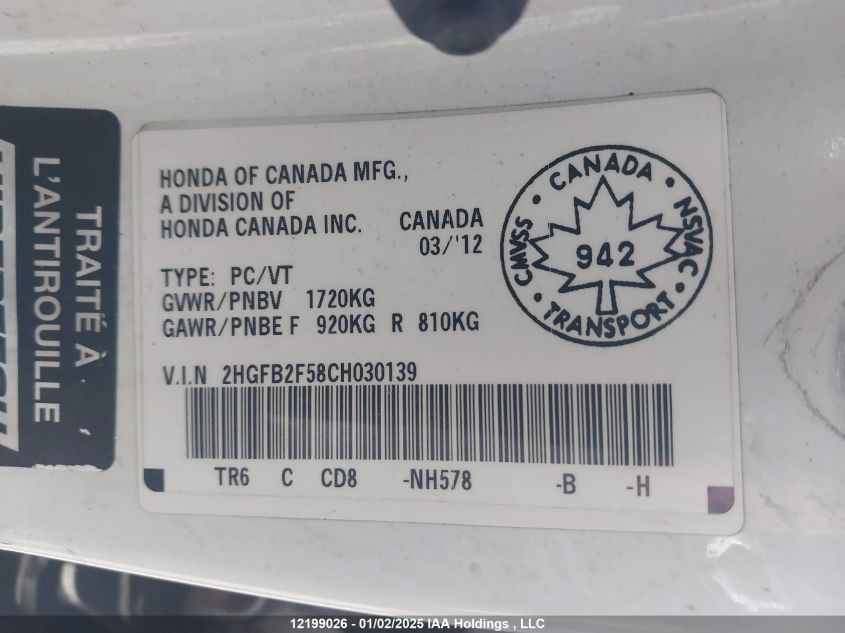 TRAITÉ À
L'ANTIROUILLE
HONDA OF CANADA MFG.,
A DIVISION OF
HONDA CANADA INC. CANADA
03/'12
TYPE: PC/VT
GVWR/PNBV 1720KG
GAWR/PNBE F 920KG R 810KG
V.I.N 2HGFB2F58CH030139
TR6 C CD8 -NH578 -B -H
• CANADA •
CMVSS NSVAC
942
• TRANSPORT •
12199026 - 01/02/2025 IAA Holdings , LLC